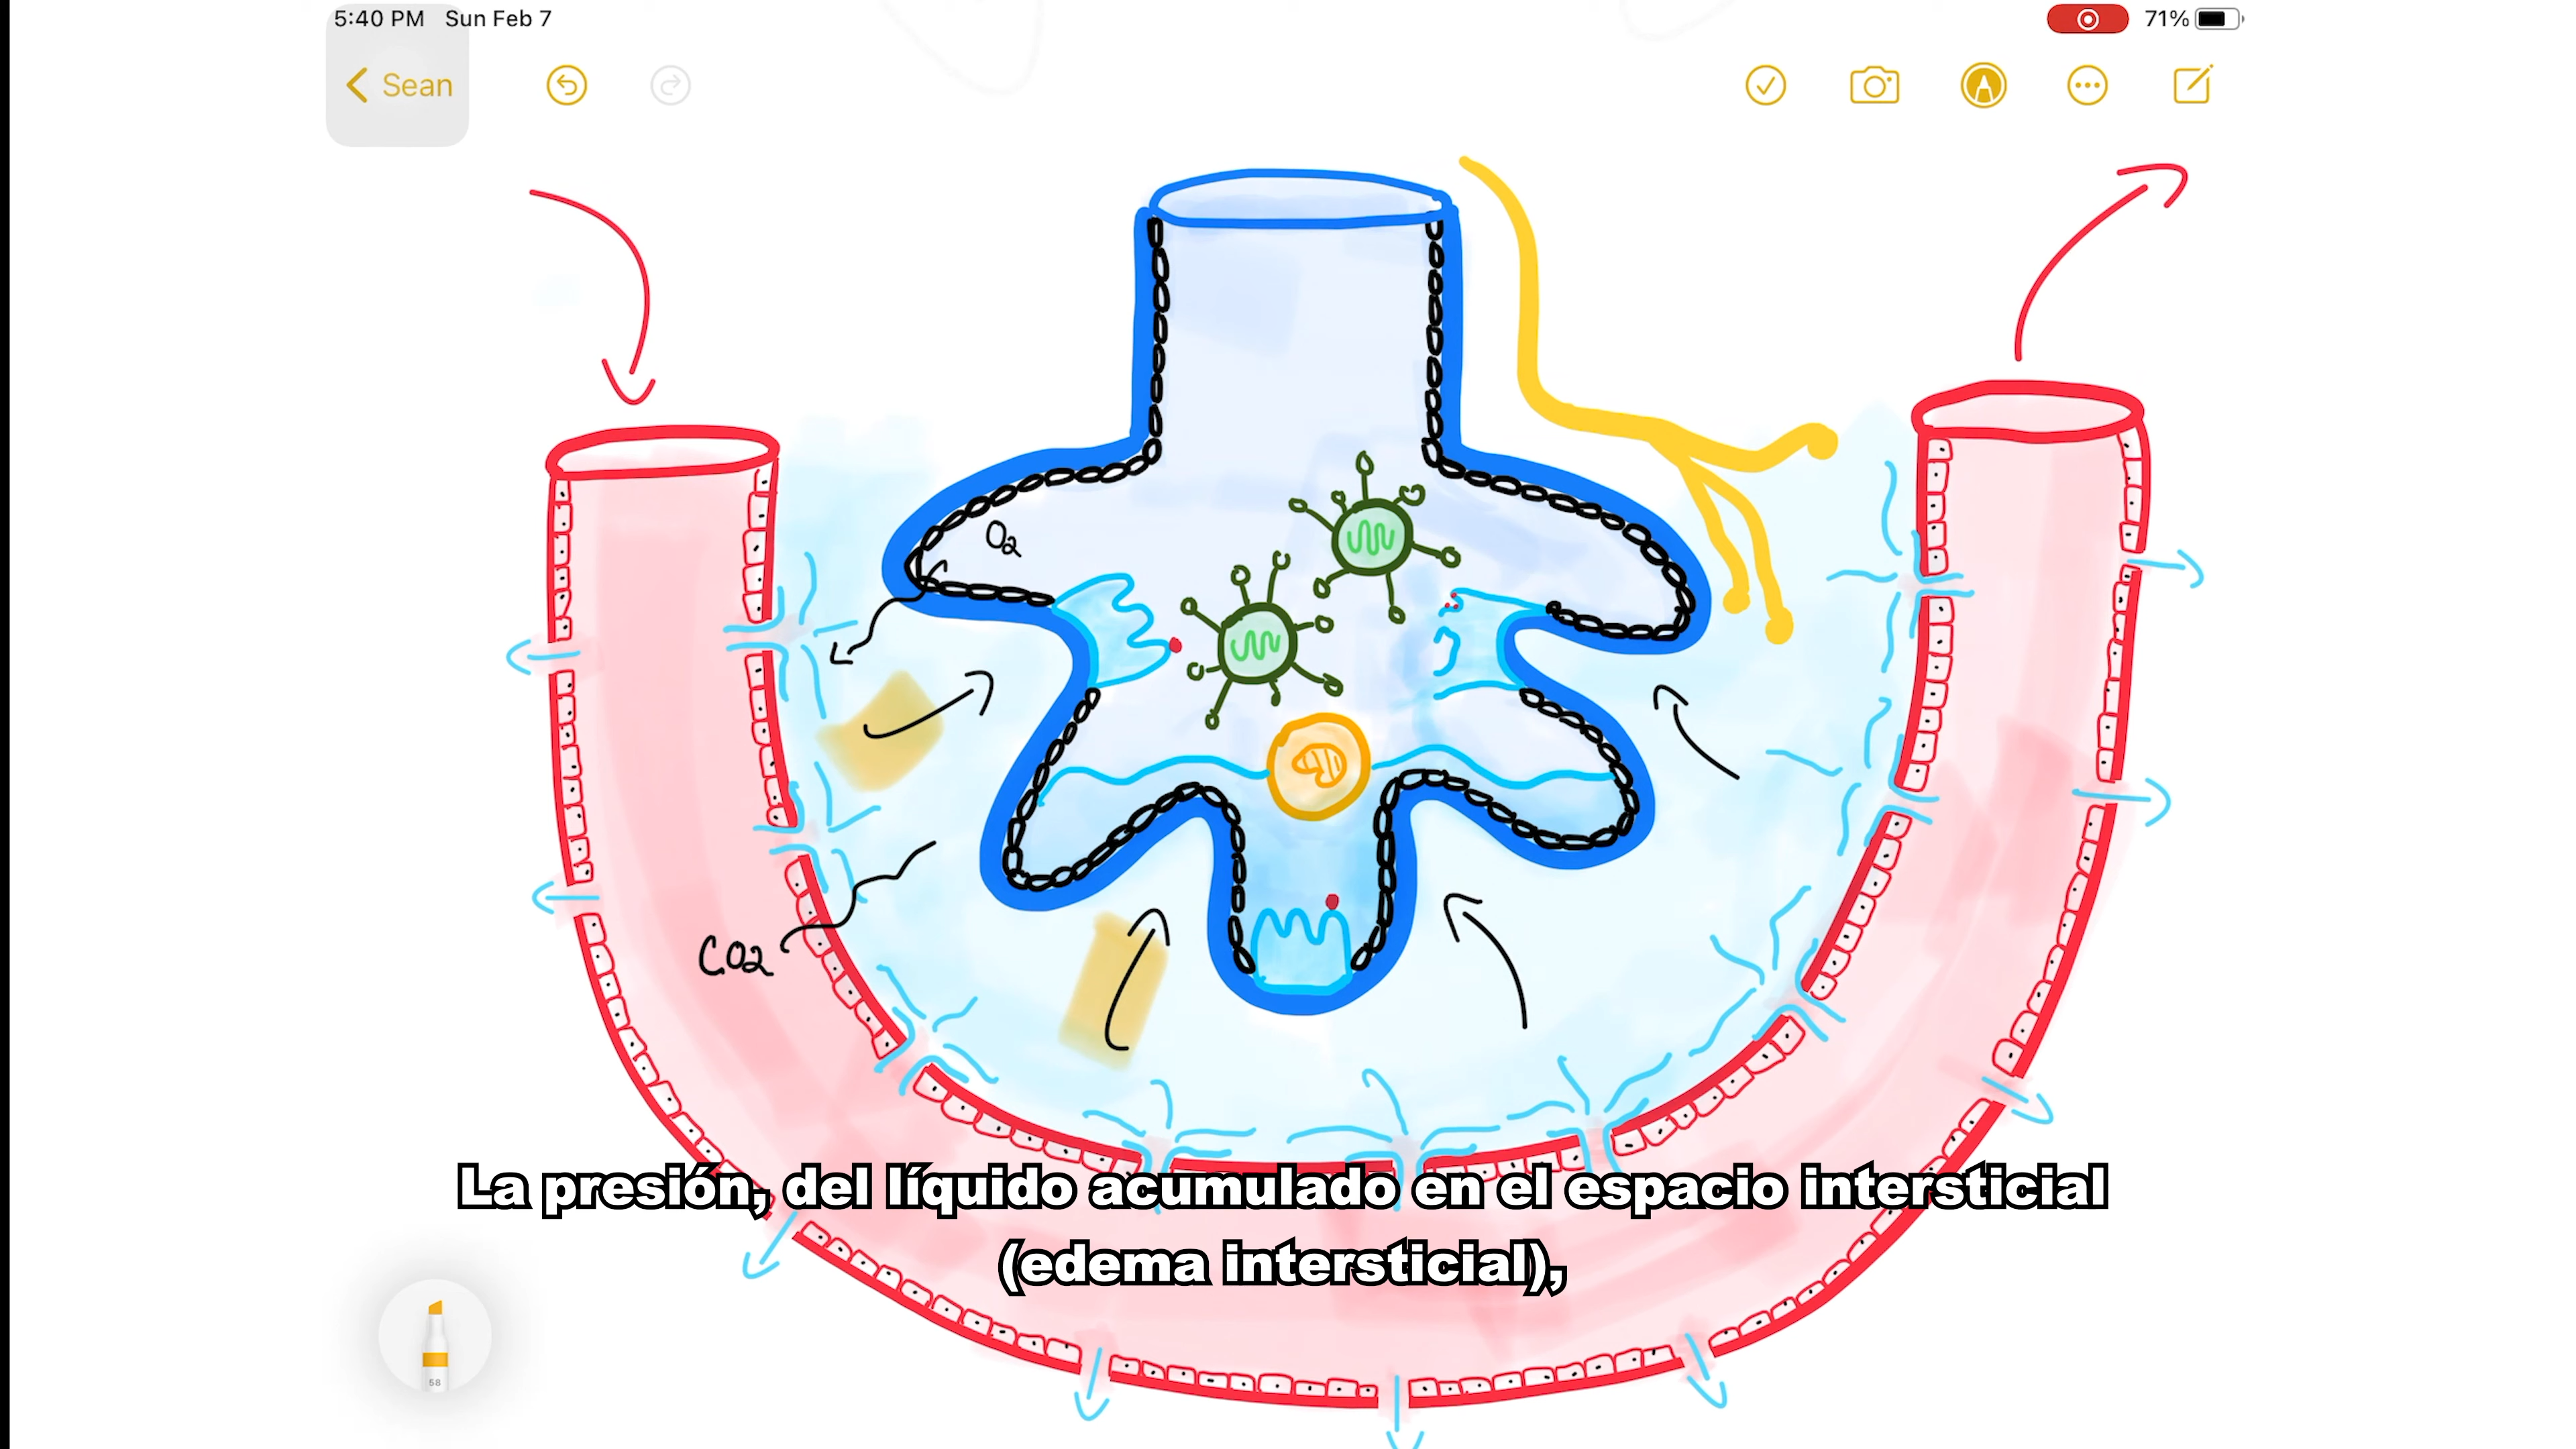 5:40 PM Sun Feb 7
71%
Sean
O2
CO2
La presión, del líquido acumulado en el espacio intersticial
(edema intersticial),
58